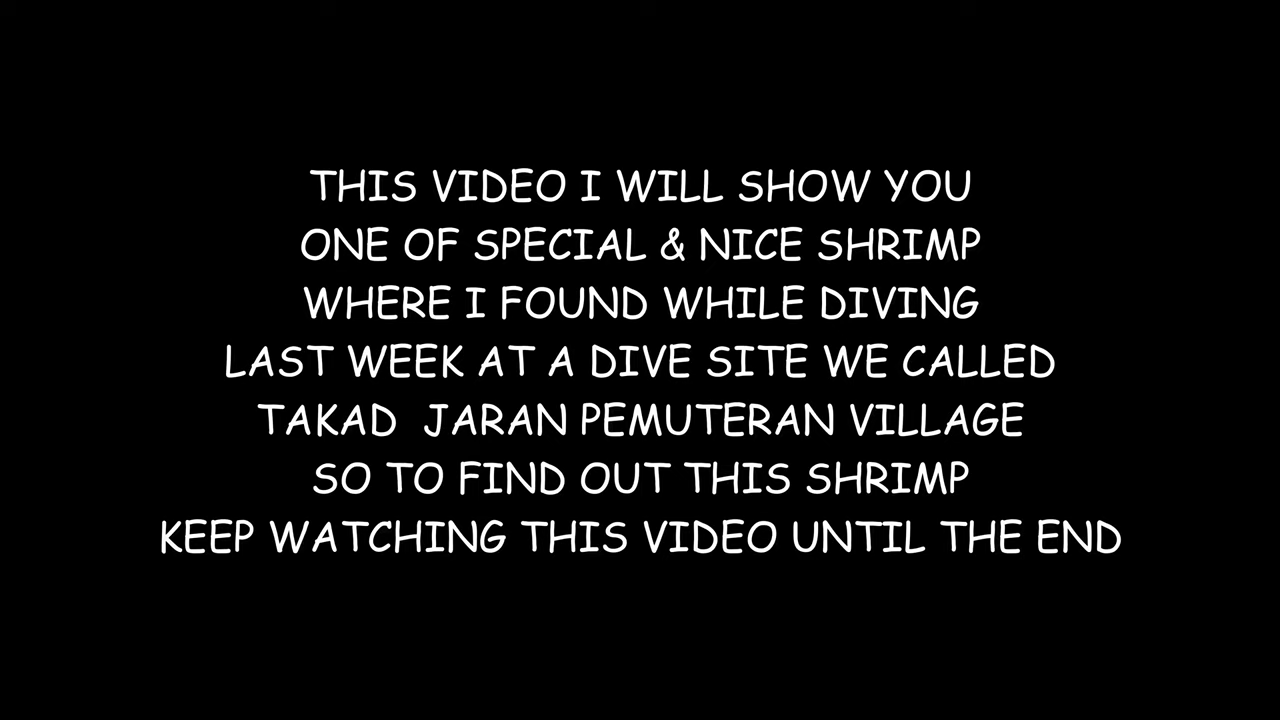 THIS VIDEO I WILL SHOW YOU
ONE OF SPECIAL & NICE SHRIMP
WHERE I FOUND WHILE DIVING
LAST WEEK AT A DIVE SITE WE CALLED
TAKAD  JARAN PEMUTERAN VILLAGE
SO TO FIND OUT THIS SHRIMP
KEEP WATCHING THIS VIDEO UNTIL THE END